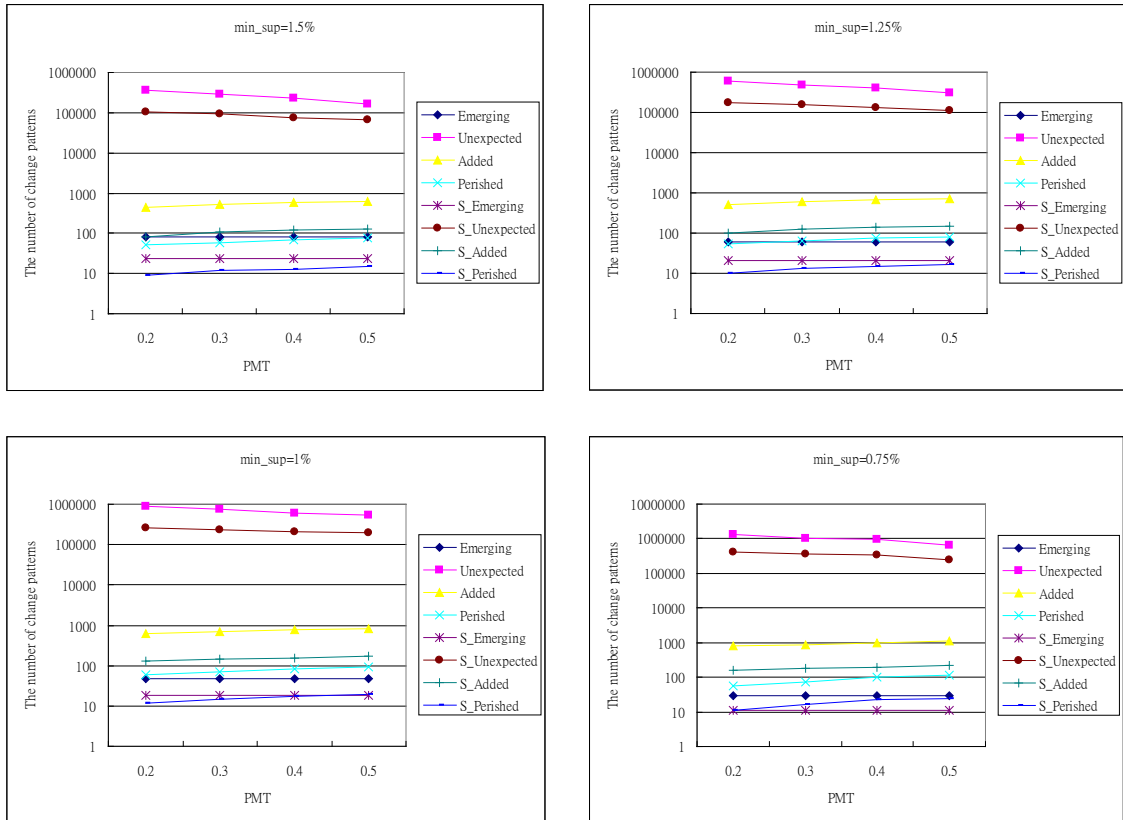 min_sup=1.5%
The number of change patterns
1000000
100000
10000
1000
100
10
1
0.2 0.3 0.4 0.5
PMT
Emerging
Unexpected
Added
Perished
S_Emerging
S_Unexpected
S_Added
S_Perished
min_sup=1.25%
The number of change patterns
1000000
100000
10000
1000
100
10
1
0.2 0.3 0.4 0.5
PMT
Emerging
Unexpected
Added
Perished
S_Emerging
S_Unexpected
S_Added
S_Perished
min_sup=1%
The number of change patterns
1000000
100000
10000
1000
100
10
1
0.2 0.3 0.4 0.5
PMT
Emerging
Unexpected
Added
Perished
S_Emerging
S_Unexpected
S_Added
S_Perished
min_sup=0.75%
The number of change patterns
10000000
1000000
100000
10000
1000
100
10
1
0.2 0.3 0.4 0.5
PMT
Emerging
Unexpected
Added
Perished
S_Emerging
S_Unexpected
S_Added
S_Perished